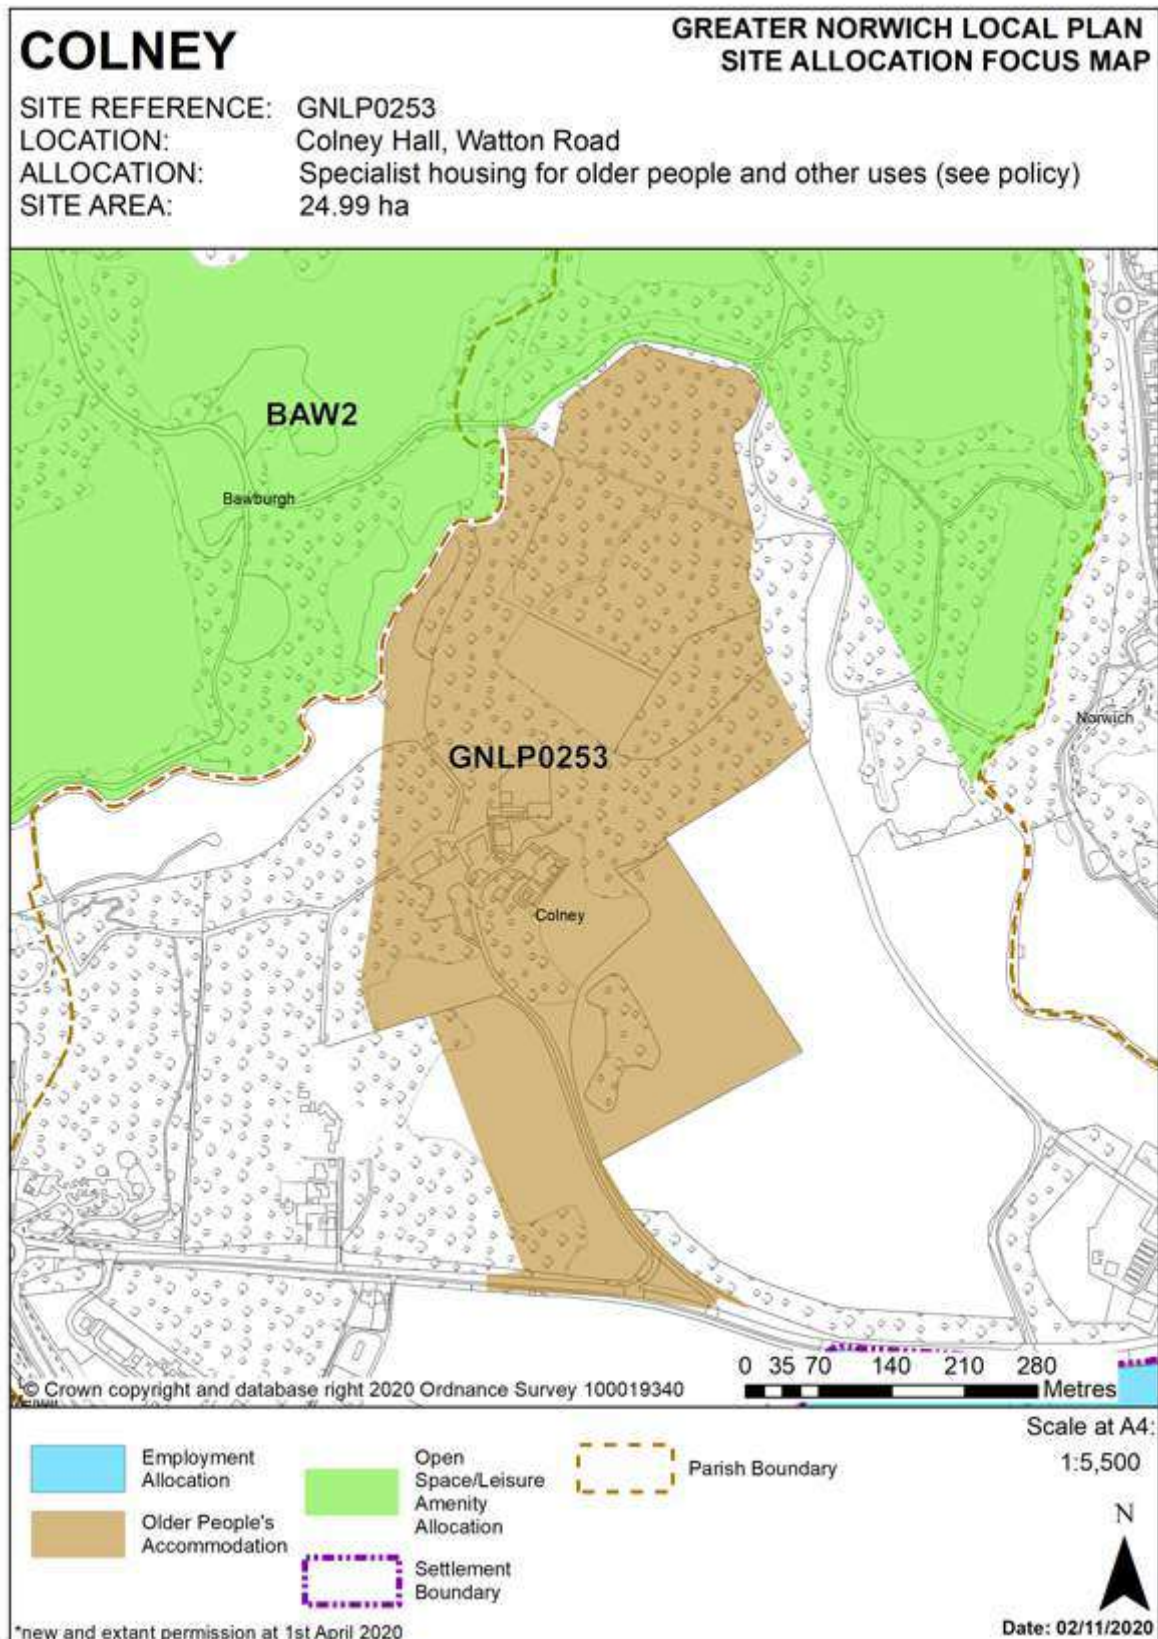 COLNEY
GREATER NORWICH LOCAL PLAN
SITE ALLOCATION FOCUS MAP
SITE REFERENCE: GNLP0253
LOCATION: Colney Hall, Watton Road
ALLOCATION: Specialist housing for older people and other uses (see policy)
SITE AREA: 24.99 ha
BAW2
Bawburgh
Norwich
GNLP0253
Colney
0 35 70 140 210 280
Metres
© Crown copyright and database right 2020 Ordnance Survey 100019340
Employment
Allocation
Older People's
Accommodation
Open
Space/Leisure
Amenity
Allocation
Settlement
Boundary
Parish Boundary
Scale at A4:
1:5,500
N
*new and extant permission at 1st April 2020
Date: 02/11/2020